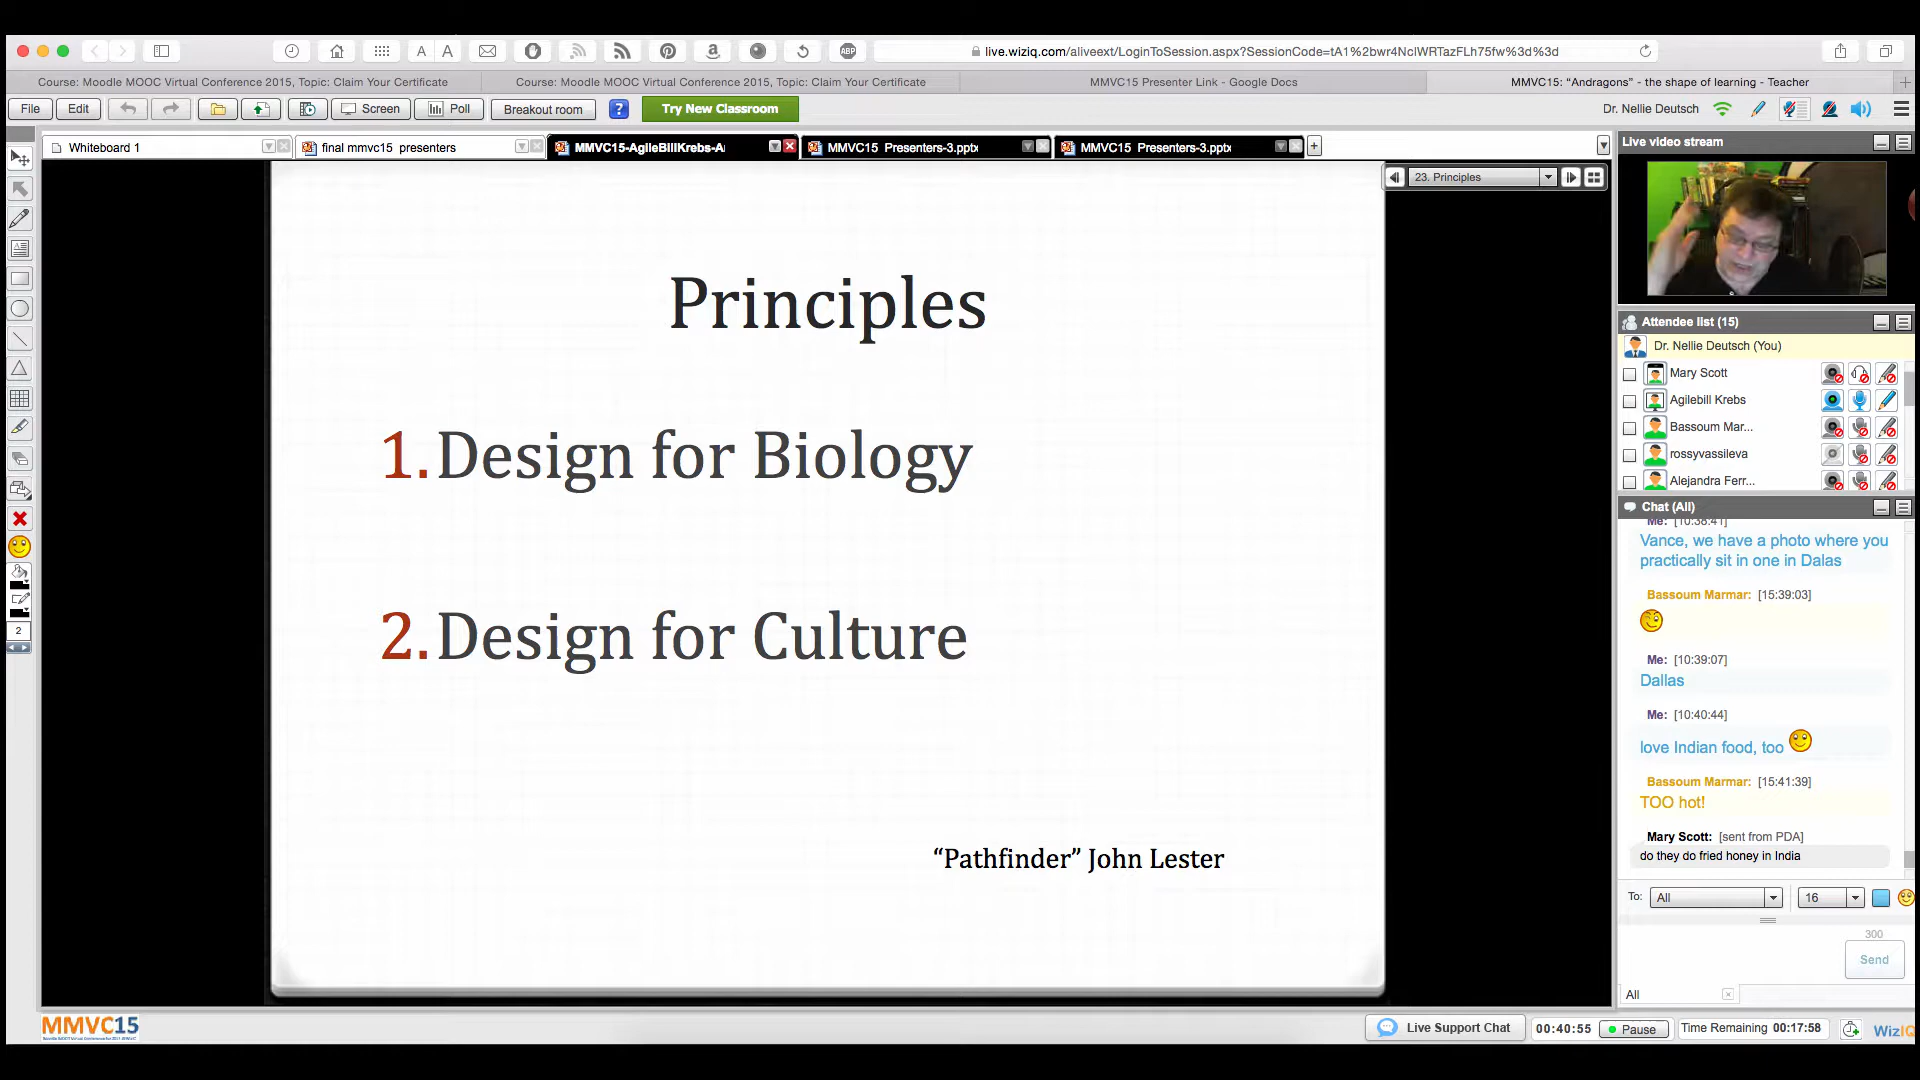 live.wiziq.com/aliveext/LoginToSession.aspx?SessionCode=tA1%2bwr4NclWRTazFLh75fw%3d%3d
Course: Moodle MOOC Virtual Conference 2015, Topic: Claim Your Certificate
Course: Moodle MOOC Virtual Conference 2015, Topic: Claim Your Certificate
MMVC15 Presenter Link - Google Docs
MMVC15: “Andragons” - the shape of learning - Teacher
File Edit Screen Poll Breakout room ? Try New Classroom
Dr. Nellie Deutsch
Whiteboard 1
final mmvc15 presenters
MMVC15-AgileBillKrebs-A
MMVC15 Presenters-3.pptx
MMVC15 Presenters-3.pptx
23. Principles
Principles
1. Design for Biology
2. Design for Culture
“Pathfinder” John Lester
2
Live video stream
Attendee list (15)
Dr. Nellie Deutsch (You)
Mary Scott
Agilebill Krebs
Bassoum Mar...
rossyvassileva
Alejandra Ferr...
Chat (All)
Me: [10:38:41]
Vance, we have a photo where you
practically sit in one in Dalas
Bassoum Marmar: [15:39:03]
Me: [10:39:07]
Dallas
Me: [10:40:44]
love Indian food, too
Bassoum Marmar: [15:41:39]
TOO hot!
Mary Scott: [sent from PDA]
do they do fried honey in India
To: All 16
300
Send
All
MMVC15
Live Support Chat
00:40:55 Pause
Time Remaining 00:17:58
WizIQ